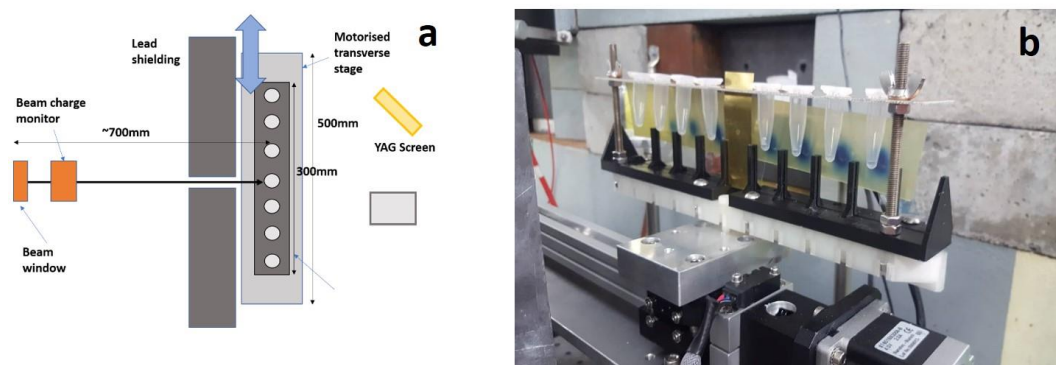 a
Lead
shielding
Motorised
transverse
stage
Beam charge
monitor
~700mm
500mm
YAG Screen
300mm
Beam
window
b